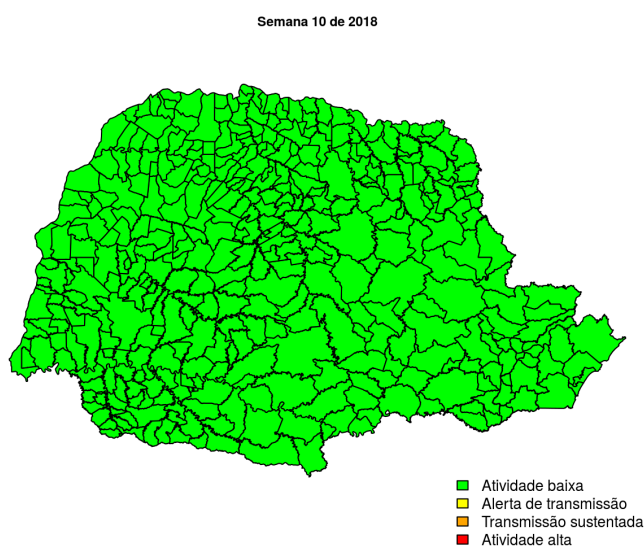 Semana 10 de 2018
Atividade baixa
Alerta de transmissão
Transmissão sustentada
Atividade alta